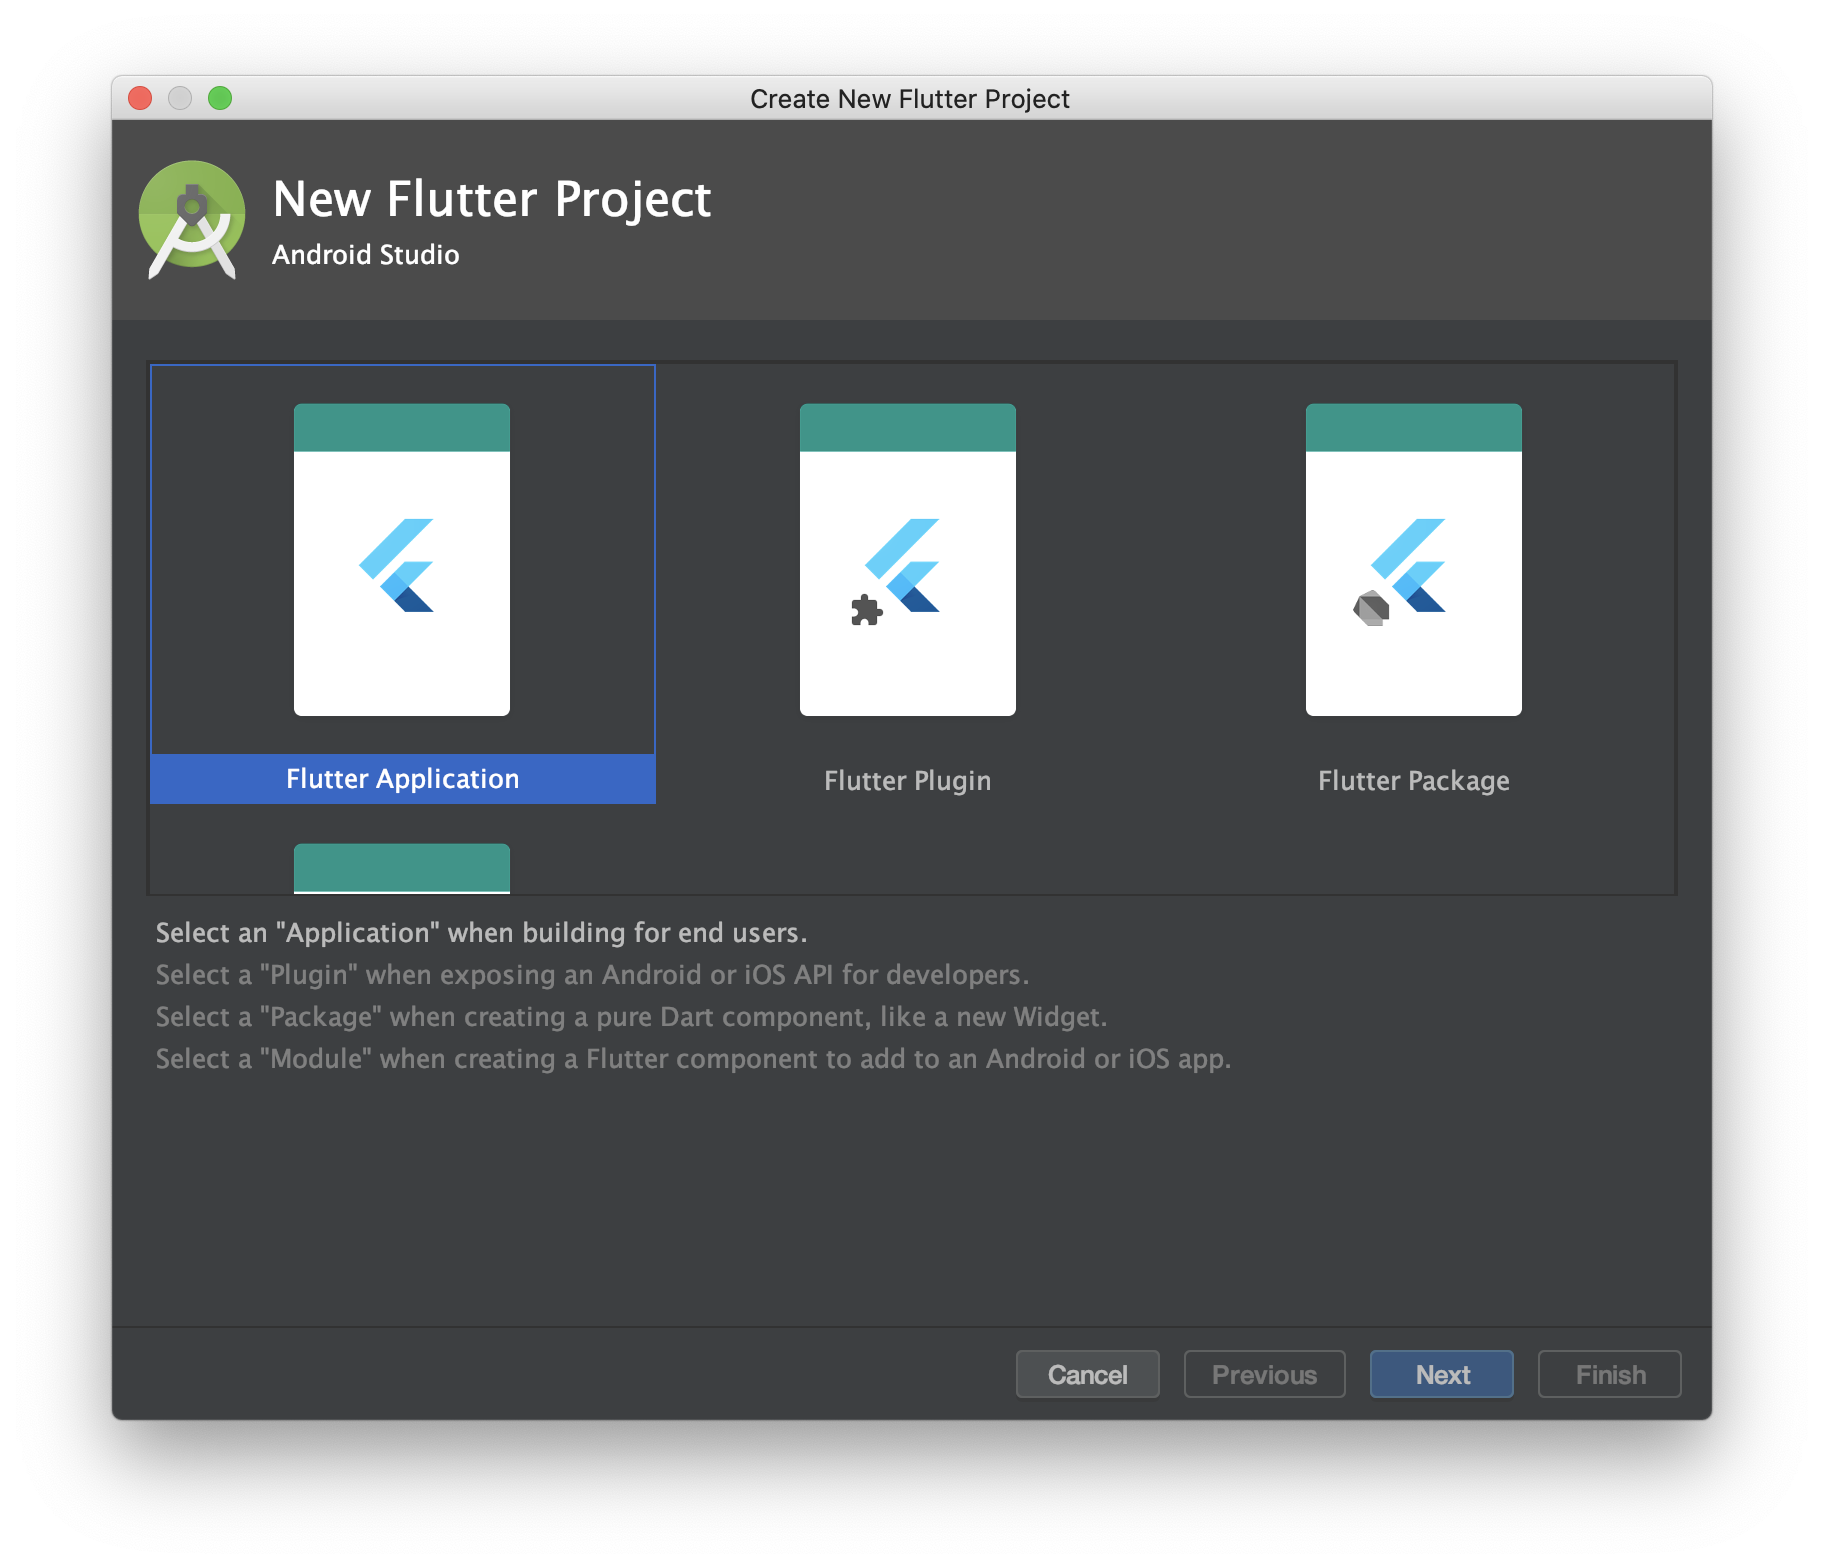 Create New Flutter Project
New Flutter Project
Android Studio
Flutter Application
Flutter Plugin
Flutter Package
Select an "Application" when building for end users.
Select a "Plugin" when exposing an Android or iOS API for developers.
Select a "Package" when creating a pure Dart component, like a new Widget.
Select a "Module" when creating a Flutter component to add to an Android or iOS app.
Cancel
Previous
Next
Finish